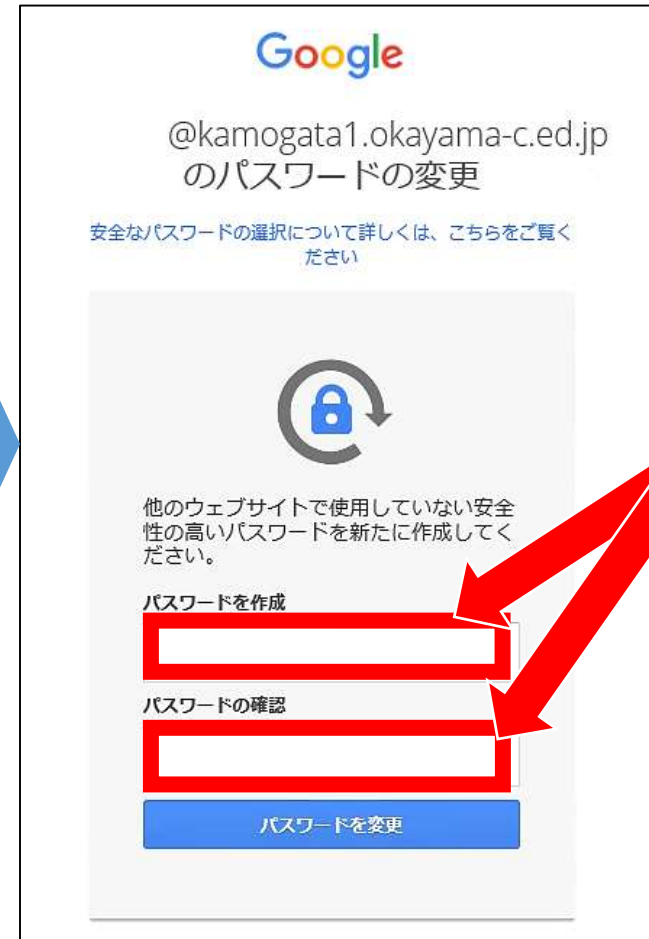 Google
@kamogata1.okayama-c.ed.jp
のパスワードの変更
安全なパスワードの選択について詳しくは、こちらをご覧く
ださい
他のウェブサイトで使用していない安全
性の高いパスワードを新たに作成してく
ださい。
パスワードを作成
パスワードの確認
パスワードを変更